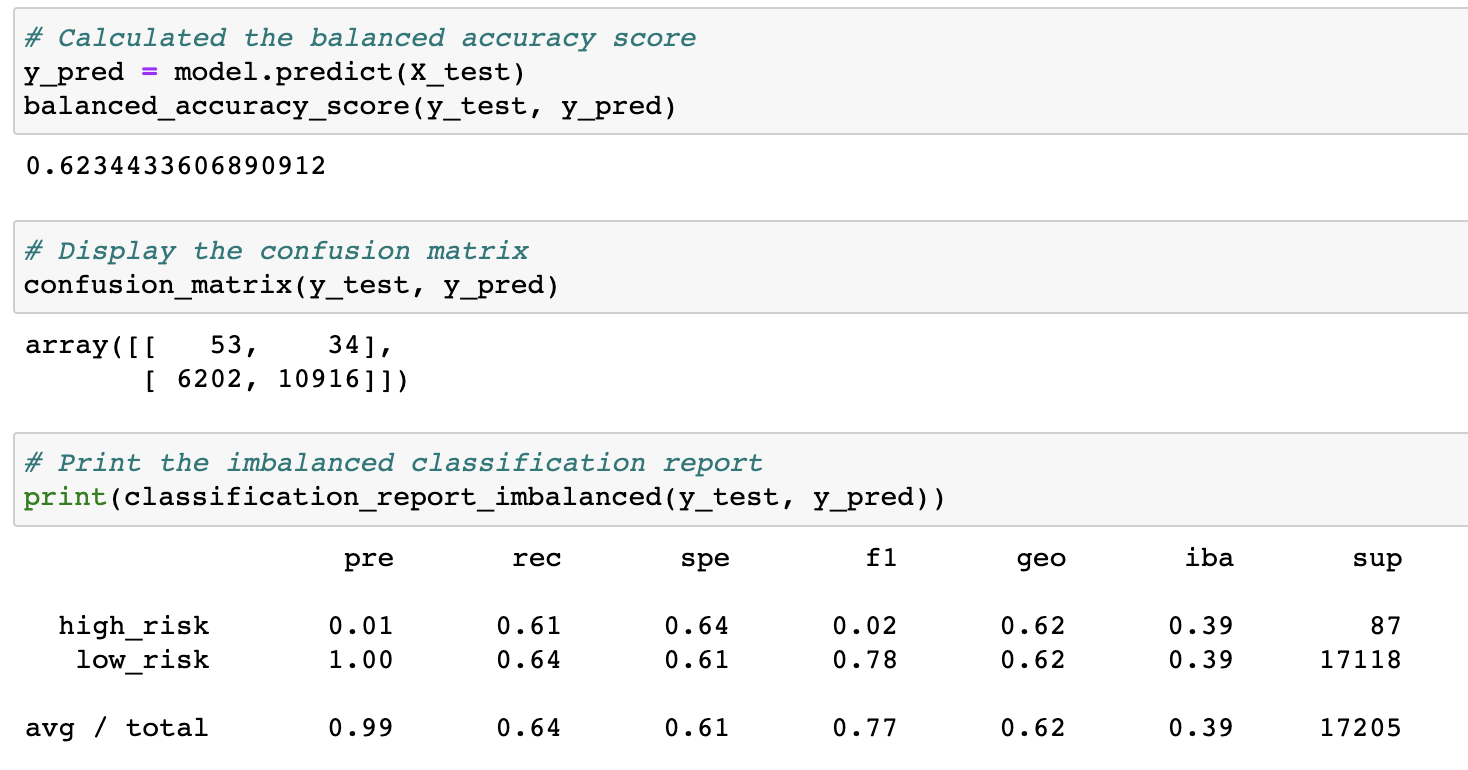 # Calculated the balanced accuracy score
y_pred = model.predict(X_test)
balanced_accuracy_score(y_test, y_pred)
0.6234433606890912
# Display the confusion matrix
confusion_matrix(y_test, y_pred)
array([[   53,    34],
       [ 6202, 10916]])
# Print the imbalanced classification report
print(classification_report_imbalanced(y_test, y_pred))
                   pre       rec       spe        f1       geo       iba       sup
  high_risk       0.01      0.61      0.64      0.02      0.62      0.39        87
   low_risk       1.00      0.64      0.61      0.78      0.62      0.39     17118
avg / total       0.99      0.64      0.61      0.77      0.62      0.39     17205